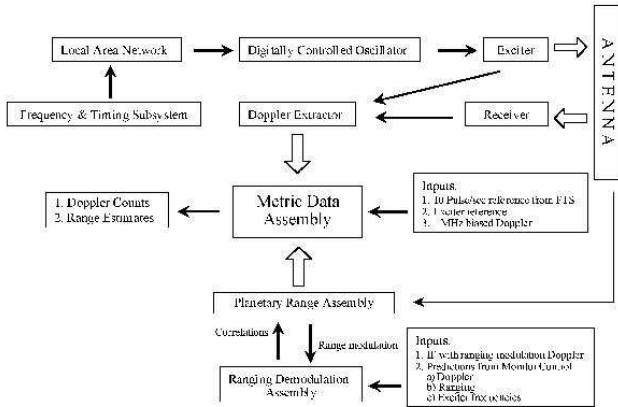 Local Area Network
Digitally Controlled Oscillator
Exciter
ANTENNA
Frequency & Timing Subsystem
Doppler Extractor
Receiver
1. Doppler Counts
2. Range Estimates
Metric Data
Assembly
Inputs.
1. 10 Pulse/sec reference from FTS
2. Exciter reference
3. MHz biased Doppler
Planetary Range Assembly
Correlations
Range modulation
Ranging Demodulation
Assembly
Inputs.
1. IF with ranging modulation Doppler
2. Predictions from Monitor Control
a) Doppler
b) Ranging
c) Exciter frequencies